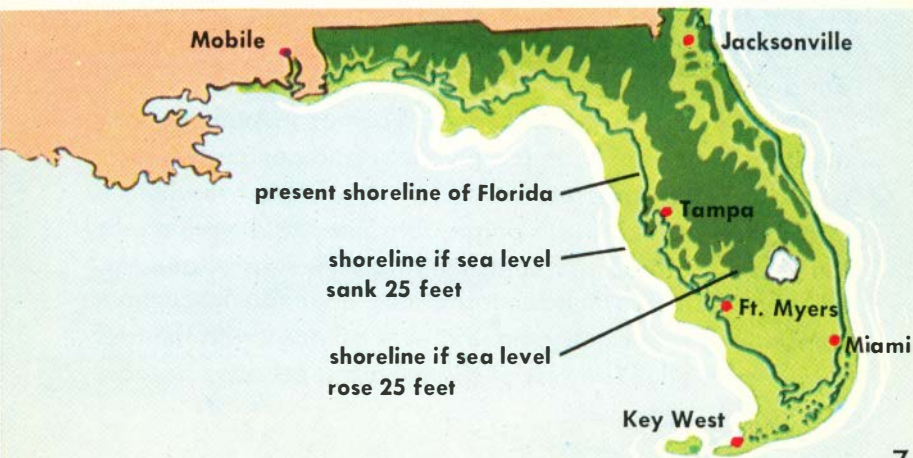 Mobile
Jacksonville
present shoreline of Florida
Tampa
shoreline if sea level
sank 25 feet
Ft. Myers
shoreline if sea level
rose 25 feet
Miami
Key West
7